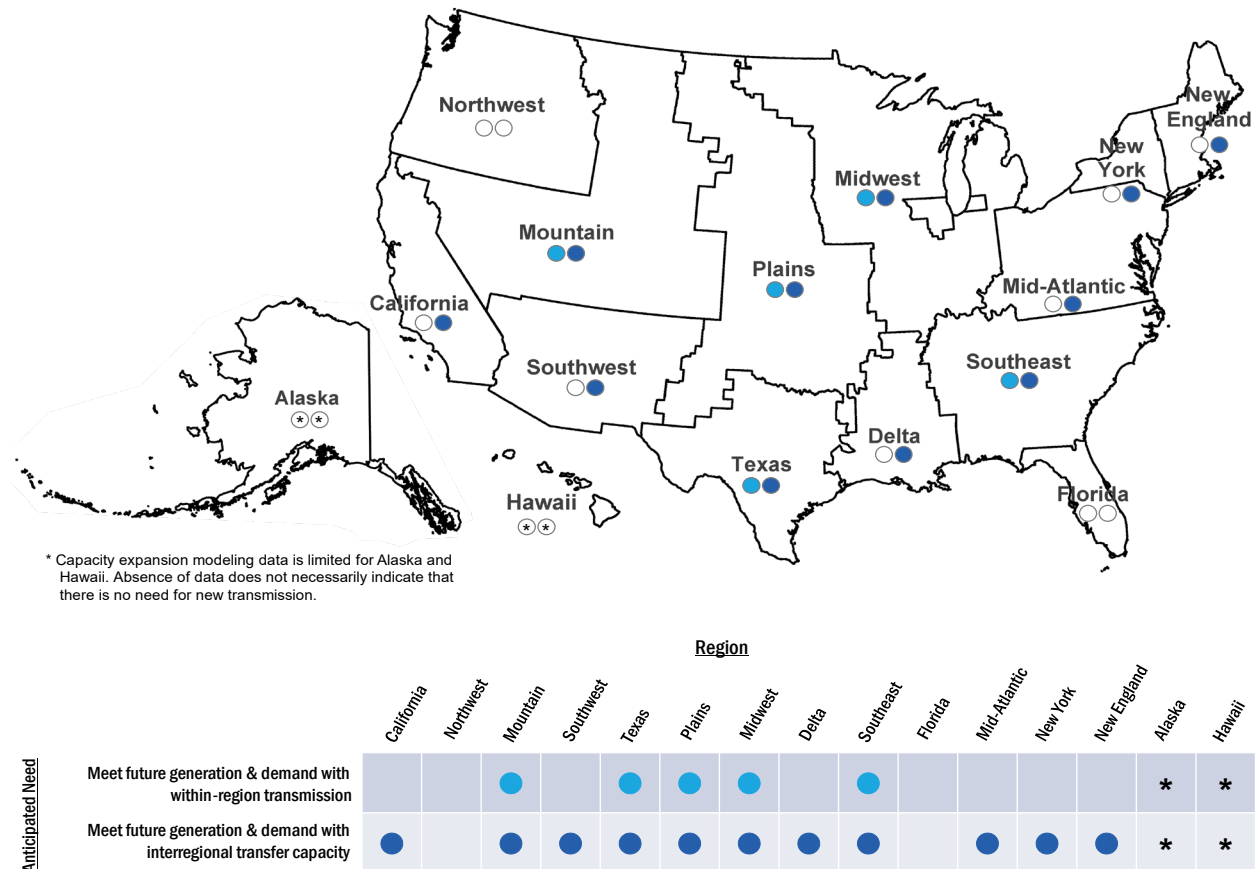 Northwest
New
England
New
York
Midwest
Mountain
Plains
Mid-Atlantic
California
Southwest
Southeast
Alaska
* *
Delta
Texas
Hawaii
* *
Florida
* Capacity expansion modeling data is limited for Alaska and
Hawaii. Absence of data does not necessarily indicate that
there is no need for new transmission.
Region
California
Northwest
Mountain
Southwest
Texas
Plains
Midwest
Delta
Southeast
Florida
Mid-Atlantic
New York
New England
Alaska
Hawaii
Anticipated Need
Meet future generation & demand with
within-region transmission
* *
Meet future generation & demand with
interregional transfer capacity
* *